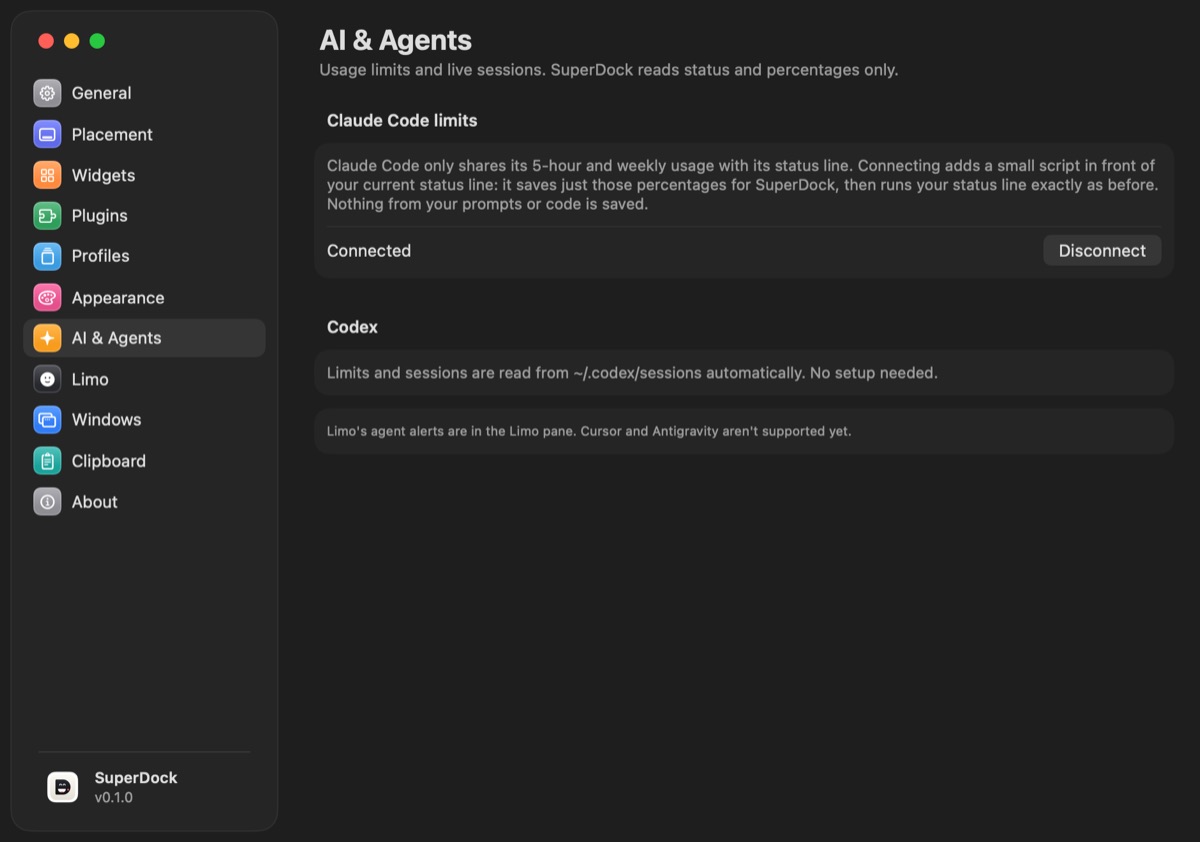 General
Placement
Widgets
Plugins
Profiles
Appearance
AI & Agents
Limo
Windows
Clipboard
About
SuperDock
v0.1.0
AI & Agents
Usage limits and live sessions. SuperDock reads status and percentages only.
Claude Code limits
Claude Code only shares its 5-hour and weekly usage with its status line. Connecting adds a small script in front of
your current status line: it saves just those percentages for SuperDock, then runs your status line exactly as before.
Nothing from your prompts or code is saved.
Connected
Disconnect
Codex
Limits and sessions are read from ~/.codex/sessions automatically. No setup needed.
Limo's agent alerts are in the Limo pane. Cursor and Antigravity aren't supported yet.